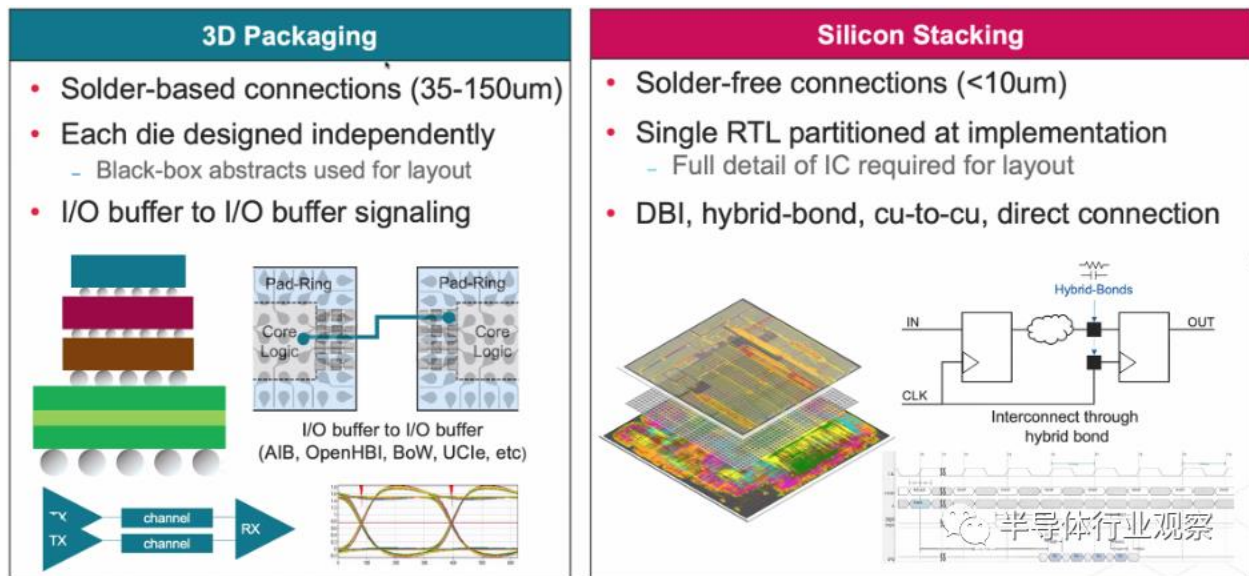 3D Packaging
• Solder-based connections (35-150um)
• Each die designed independently
– Black-box abstracts used for layout
• I/O buffer to I/O buffer signaling
Pad-Ring
Core
Logic
Pad-Ring
Core
Logic
I/O buffer to I/O buffer
(AIB, OpenHBI, BoW, UCIe, etc)
TX
TX
channel
channel
RX
Silicon Stacking
• Solder-free connections (<10um)
• Single RTL partitioned at implementation
– Full detail of IC required for layout
• DBI, hybrid-bond, cu-to-cu, direct connection
Hybrid-Bonds
IN
OUT
CLK
Interconnect through
hybrid bond
半导体行业观察